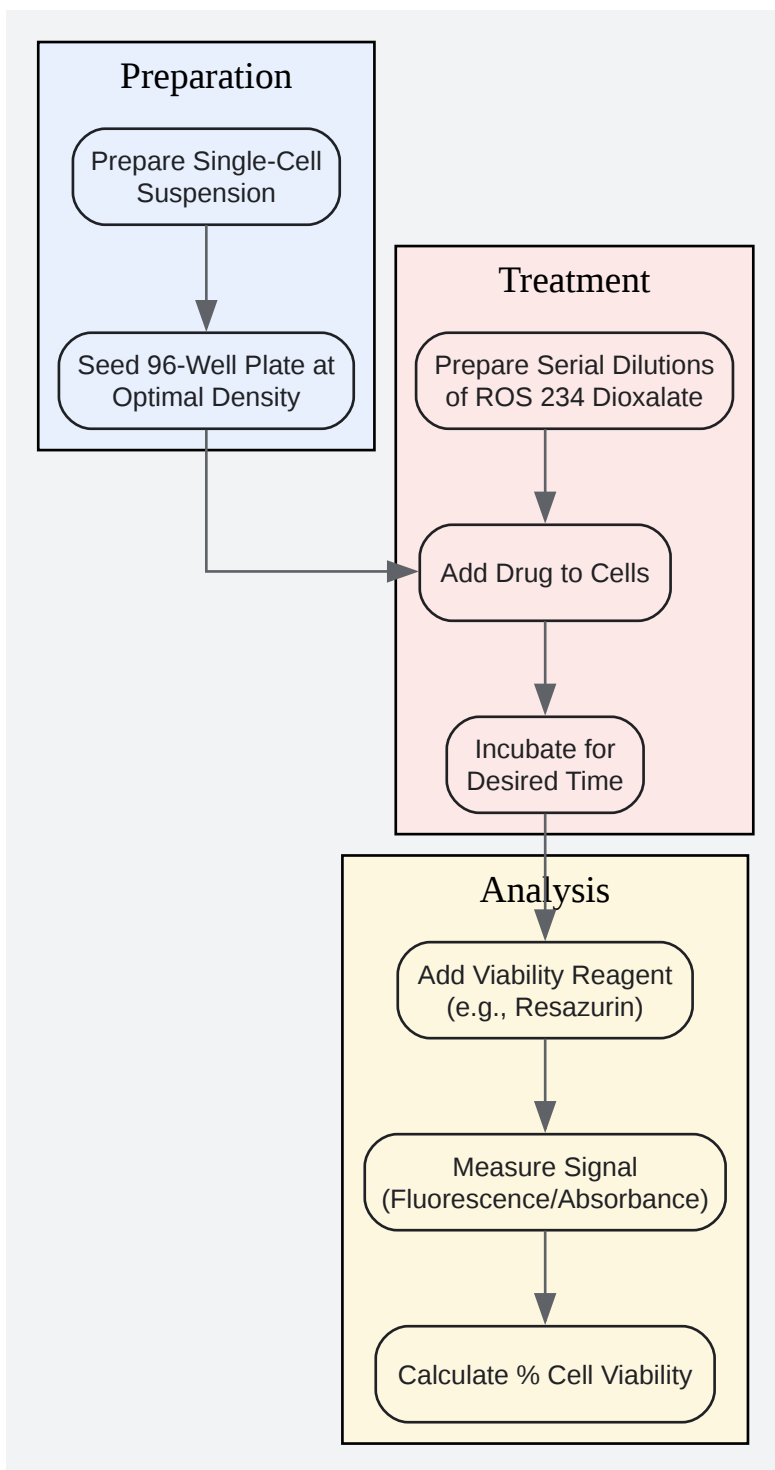 Preparation
Prepare Single-Cell
Suspension
Seed 96-Well Plate at
Optimal Density
Treatment
Prepare Serial Dilutions
of ROS 234 Dioxalate
Add Drug to Cells
Incubate for
Desired Time
Analysis
Add Viability Reagent
(e.g., Resazurin)
Measure Signal
(Fluorescence/Absorbance)
Calculate % Cell Viability